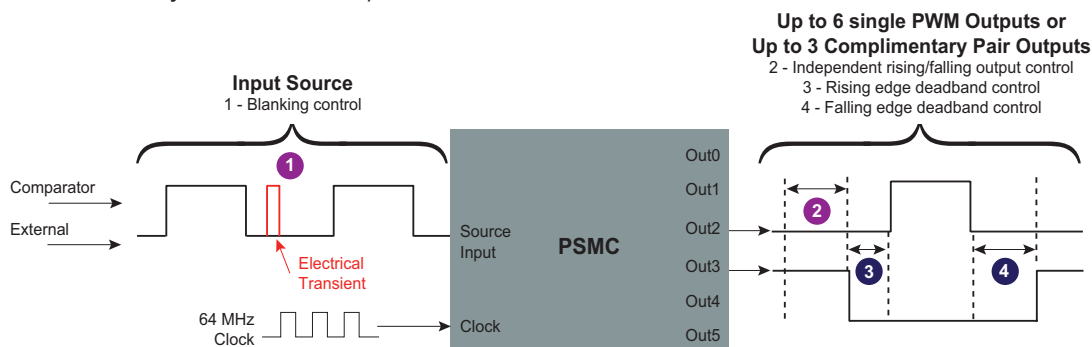 Up to 6 single PWM Outputs or
Up to 3 Complimentary Pair Outputs
2 - Independent rising/falling output control
3 - Rising edge deadband control
4 - Falling edge deadband control
Input Source
1 - Blanking control
1
Comparator
External
Electrical
Transient
64 MHz
Clock
Source
Input
Clock
PSMC
Out0
Out1
Out2
Out3
Out4
Out5
2
3
4